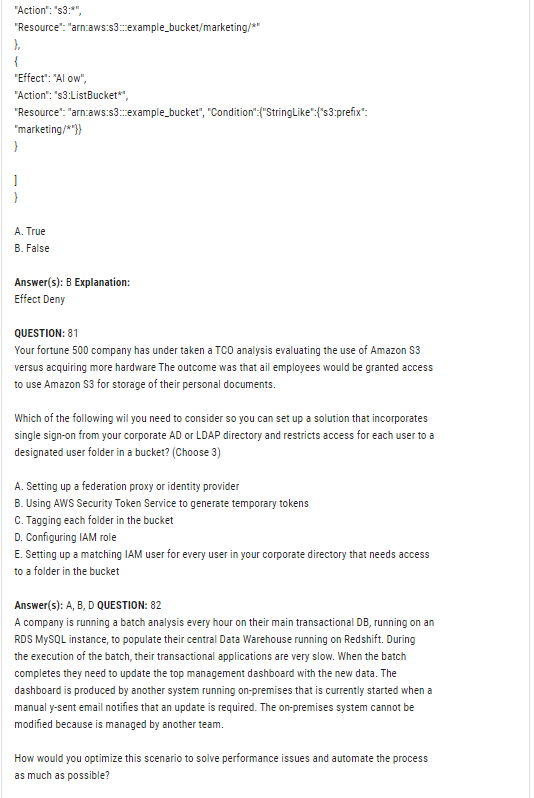 "Action": "s3:*",
"Resource": "arn:aws:s3:::example_bucket/marketing/*"
},
{
"Effect": "Al ow",
"Action": "s3:ListBucket*",
"Resource": "arn:aws:s3:::example_bucket", "Condition":{"StringLike":{"s3:prefix":
"marketing/*"}}
}
]
}
A. True
B. False
Answer(s): B Explanation:
Effect Deny
QUESTION: 81
Your fortune 500 company has under taken a TCO analysis evaluating the use of Amazon S3
versus acquiring more hardware The outcome was that ail employees would be granted access
to use Amazon S3 for storage of their personal documents.
Which of the following wil you need to consider so you can set up a solution that incorporates
single sign-on from your corporate AD or LDAP directory and restricts access for each user to a
designated user folder in a bucket? (Choose 3)
A. Setting up a federation proxy or identity provider
B. Using AWS Security Token Service to generate temporary tokens
C. Tagging each folder in the bucket
D. Configuring IAM role
E. Setting up a matching IAM user for every user in your corporate directory that needs access
to a folder in the bucket
Answer(s): A, B, D QUESTION: 82
A company is running a batch analysis every hour on their main transactional DB, running on an
RDS MySQL instance, to populate their central Data Warehouse running on Redshift. During
the execution of the batch, their transactional applications are very slow. When the batch
completes they need to update the top management dashboard with the new data. The
dashboard is produced by another system running on-premises that is currently started when a
manual y-sent email notifies that an update is required. The on-premises system cannot be
modified because is managed by another team.
How would you optimize this scenario to solve performance issues and automate the process
as much as possible?